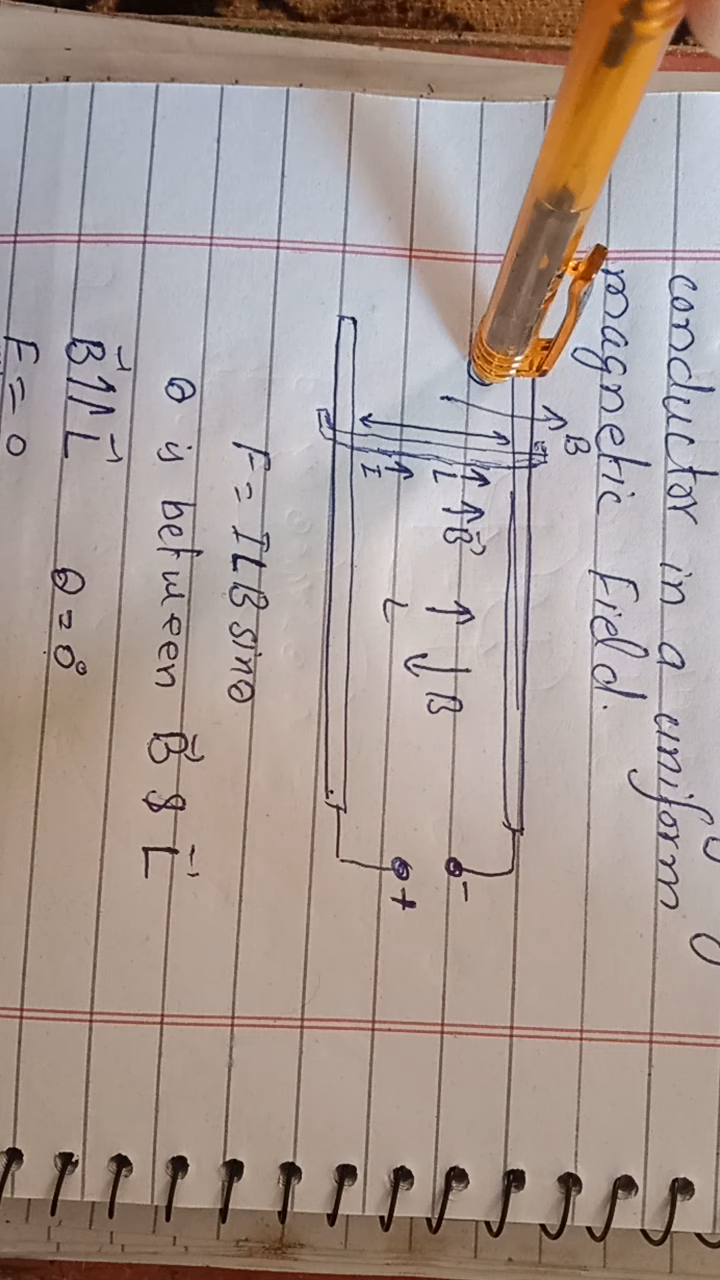 conductor in a uniform
magnetic field.
B
I L B⃗ L B
+ -
F = ILB sinθ
θ is between B⃗ & L⃗
B⃗ ↑↑ L⃗ θ = 0°
F = 0